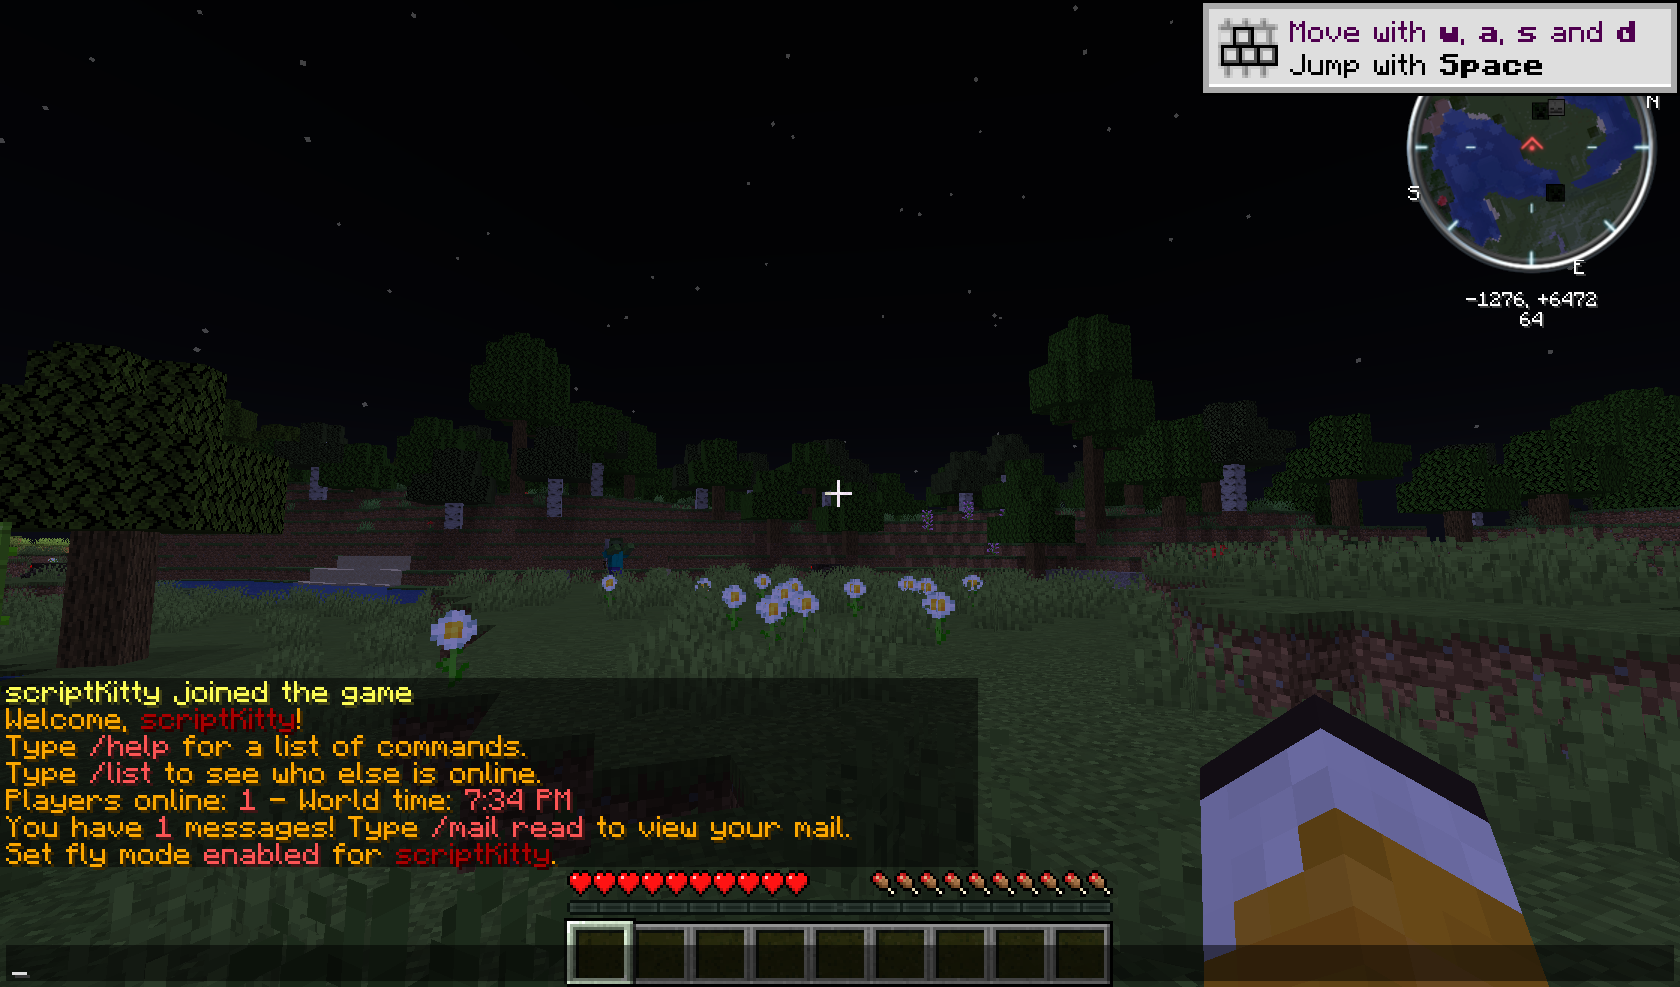 Move with w, a, s and d
Jump with Space
N
S
E
-1276, +6472
64
scriptKitty joined the game
Welcome, scriptKitty!
Type /help for a list of commands.
Type /list to see who else is online.
Players online: 1 - World time: 7:34 PM
You have 1 messages! Type /mail read to view your mail.
Set fly mode enabled for scriptKitty.
_